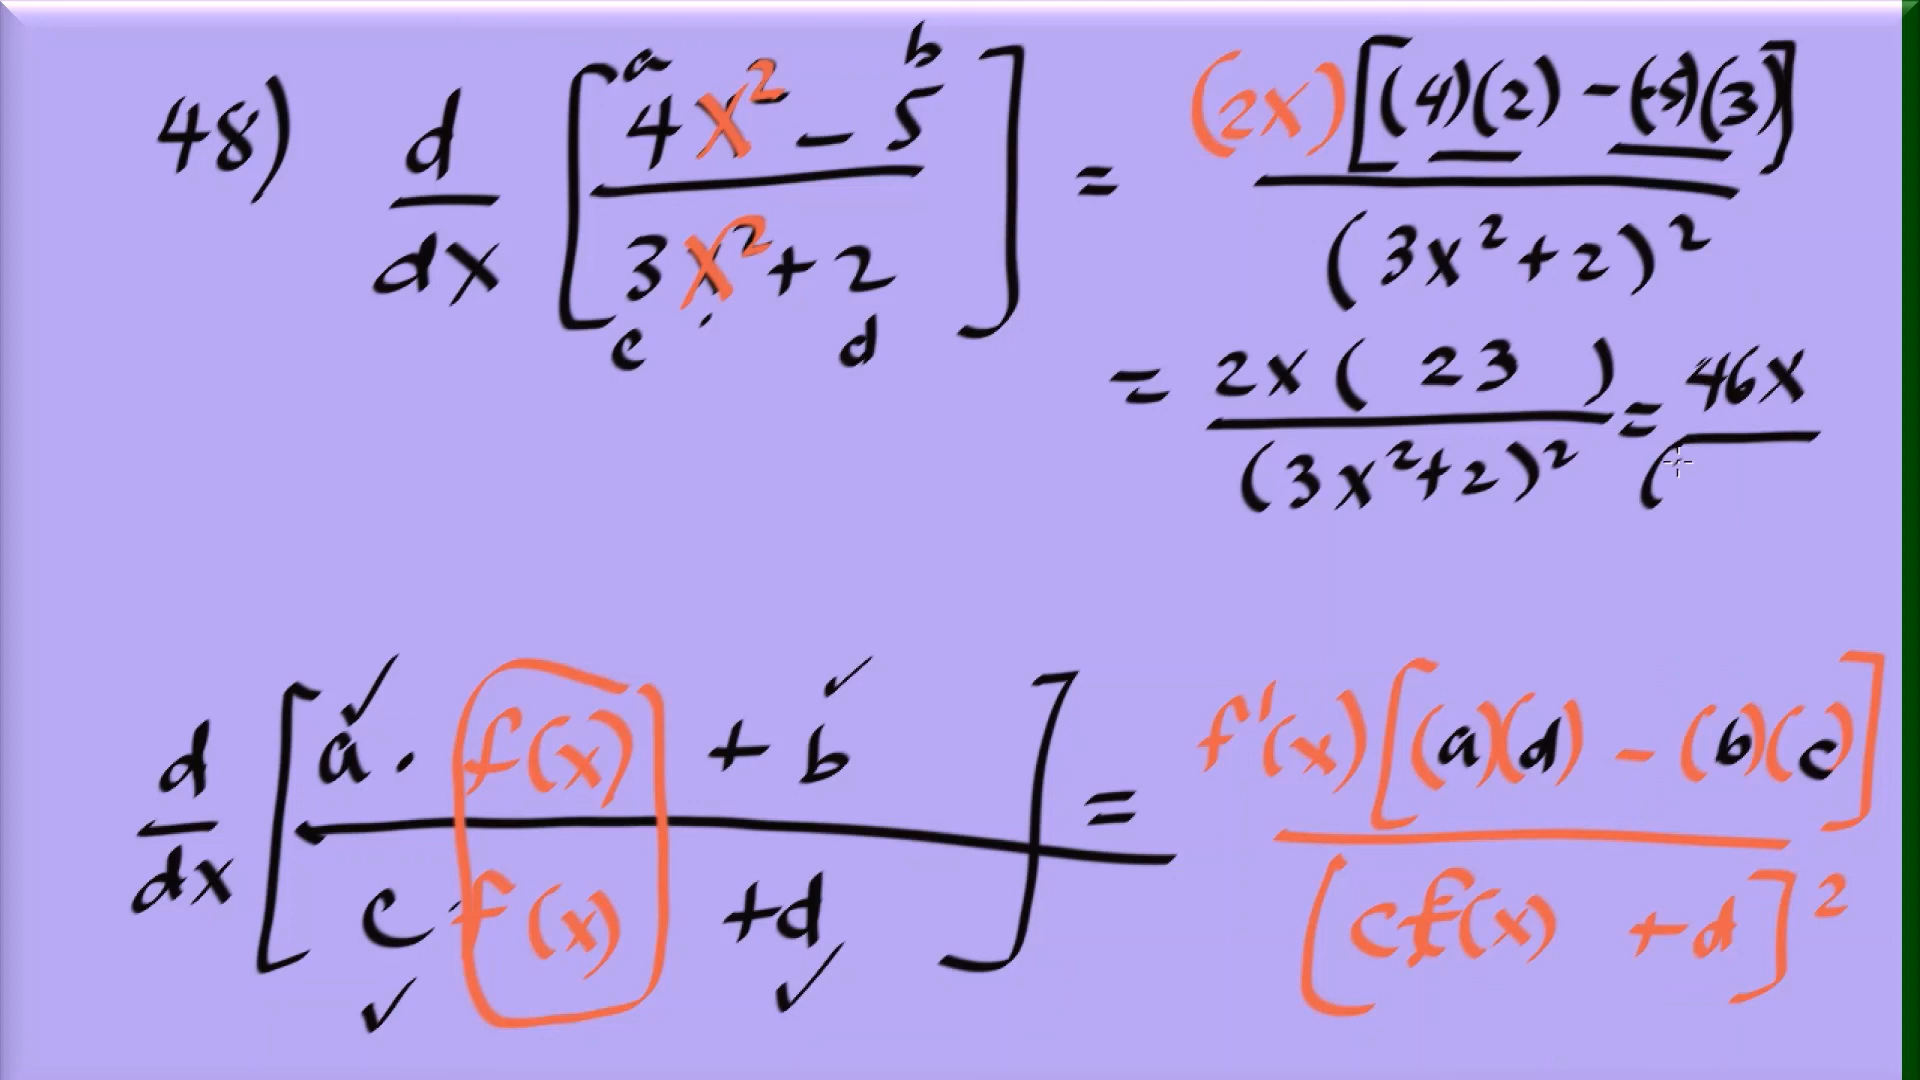 48) d/dx [ (4x² - 5) / (3x² + 2) ] = (2x) [(4)(2) - (-5)(3)] / (3x² + 2)²
a b
c d
= 2x ( 23 ) / (3x² + 2)² = 46x / (
d/dx [ (a · f(x) + b) / (c f(x) + d) ] = f'(x) [(a)(d) - (b)(c)] / [c f(x) + d]²